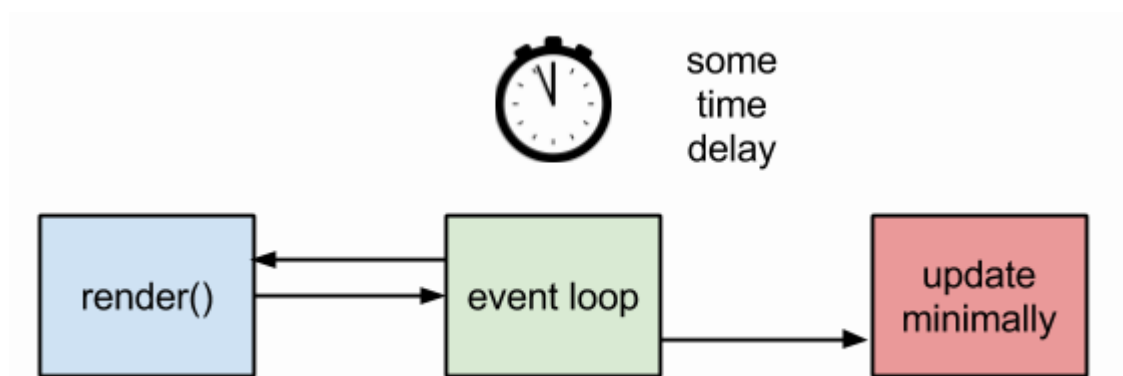 some
time
delay
render()
event loop
update
minimally